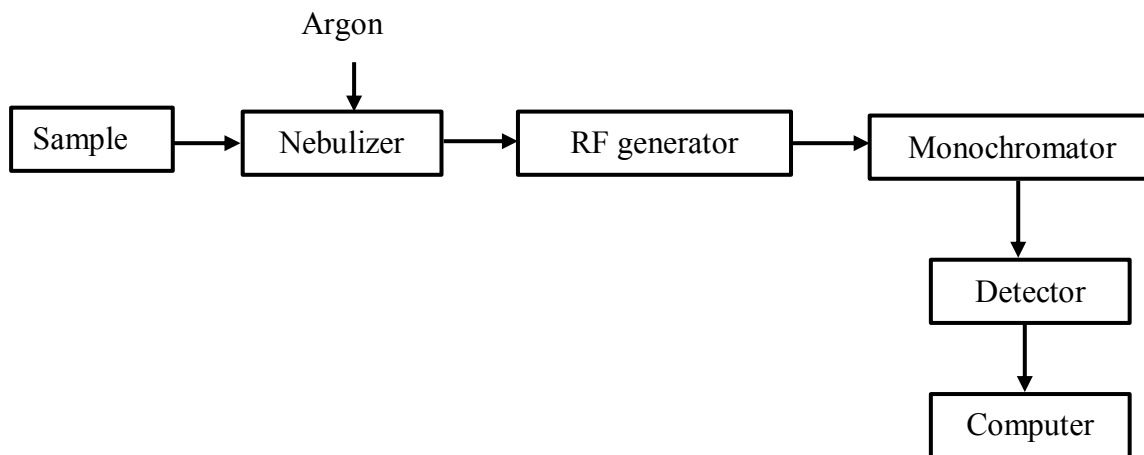 Argon
Sample
Nebulizer
RF generator
Monochromator
Detector
Computer